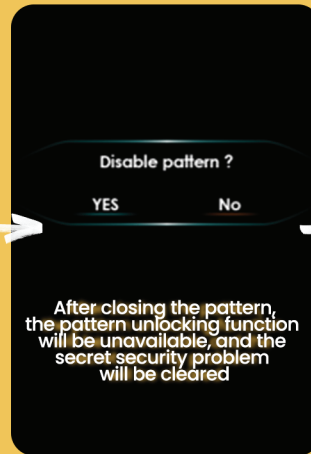 Disable pattern ?
YES No
After closing the pattern,
the pattern unlocking function
will be unavailable, and the
secret security problem
will be cleared